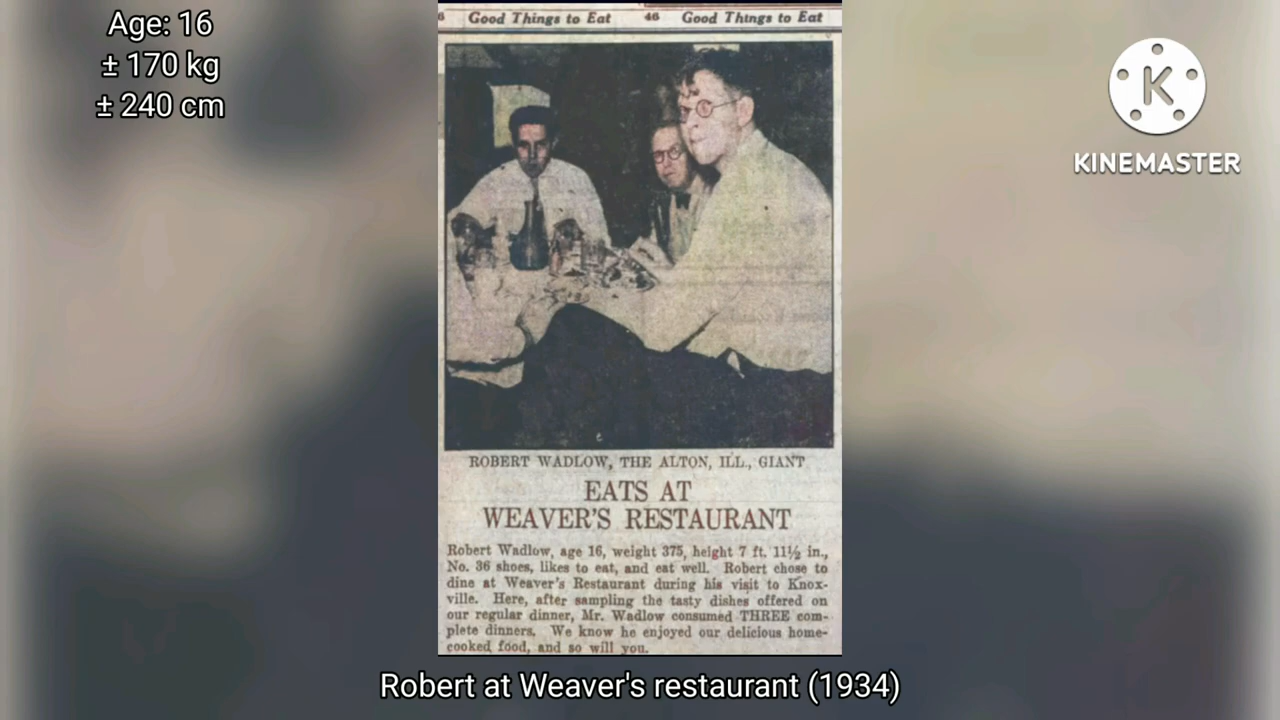 Age: 16
± 170 kg
± 240 cm
6 Good Things to Eat 46 Good Things to Eat
K
KINEMASTER
ROBERT WADLOW, THE ALTON, ILL., GIANT
EATS AT
WEAVER'S RESTAURANT
Robert Wadlow, age 16, weight 375, height 7 ft. 11½ in.,
No. 36 shoes, likes to eat, and eat well. Robert chose to
dine at Weaver's Restaurant during his visit to Knox-
ville. Here, after sampling the tasty dishes offered on
our regular dinner, Mr. Wadlow consumed THREE com-
plete dinners. We know he enjoyed our delicious home-
cooked food, and so will you.
Robert at Weaver's restaurant (1934)